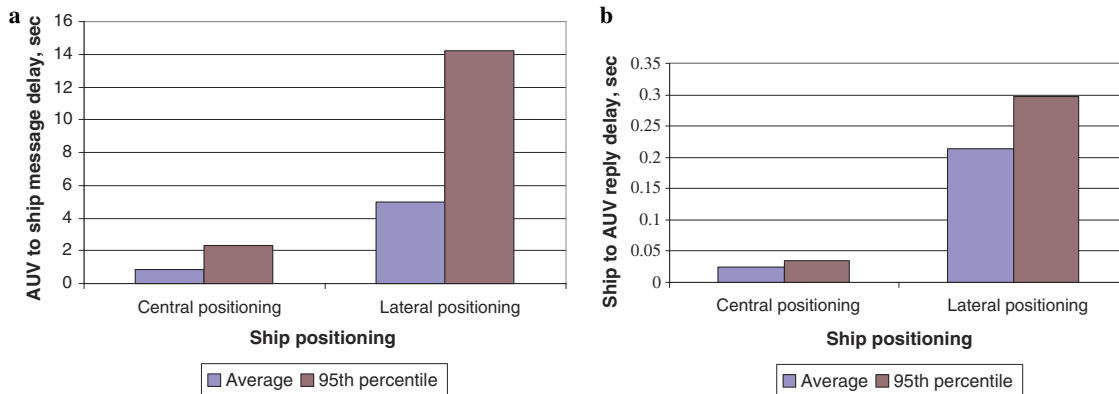 a
AUV to ship message delay, sec
16
14
12
10
8
6
4
2
0
Central positioning Lateral positioning
Ship positioning
Average 95th percentile
b
Ship to AUV reply delay, sec
0.35
0.3
0.25
0.2
0.15
0.1
0.05
0
Central positioning Lateral positioning
Ship positioning
Average 95th percentile